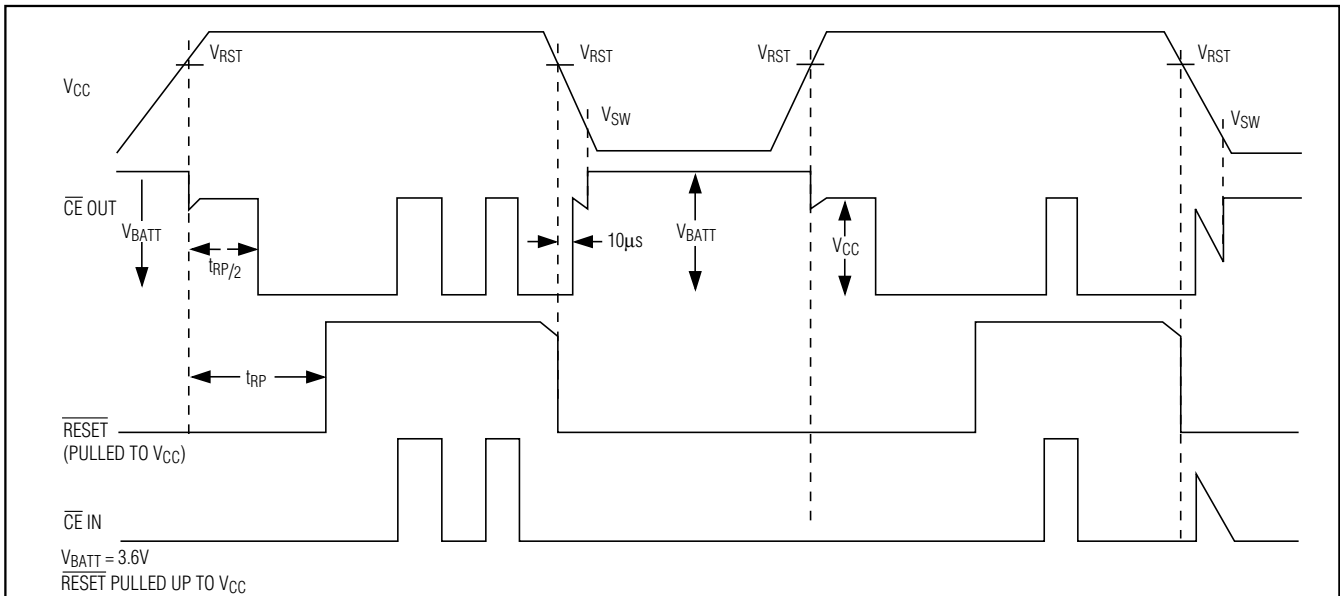 VRST
VRST
VRST
VRST
VCC
VSW
VSW
CE OUT
VBATT
tRP/2
10µs
VBATT
VCC
tRP
RESET
(PULLED TO VCC)
CE IN
VBATT = 3.6V
RESET PULLED UP TO VCC